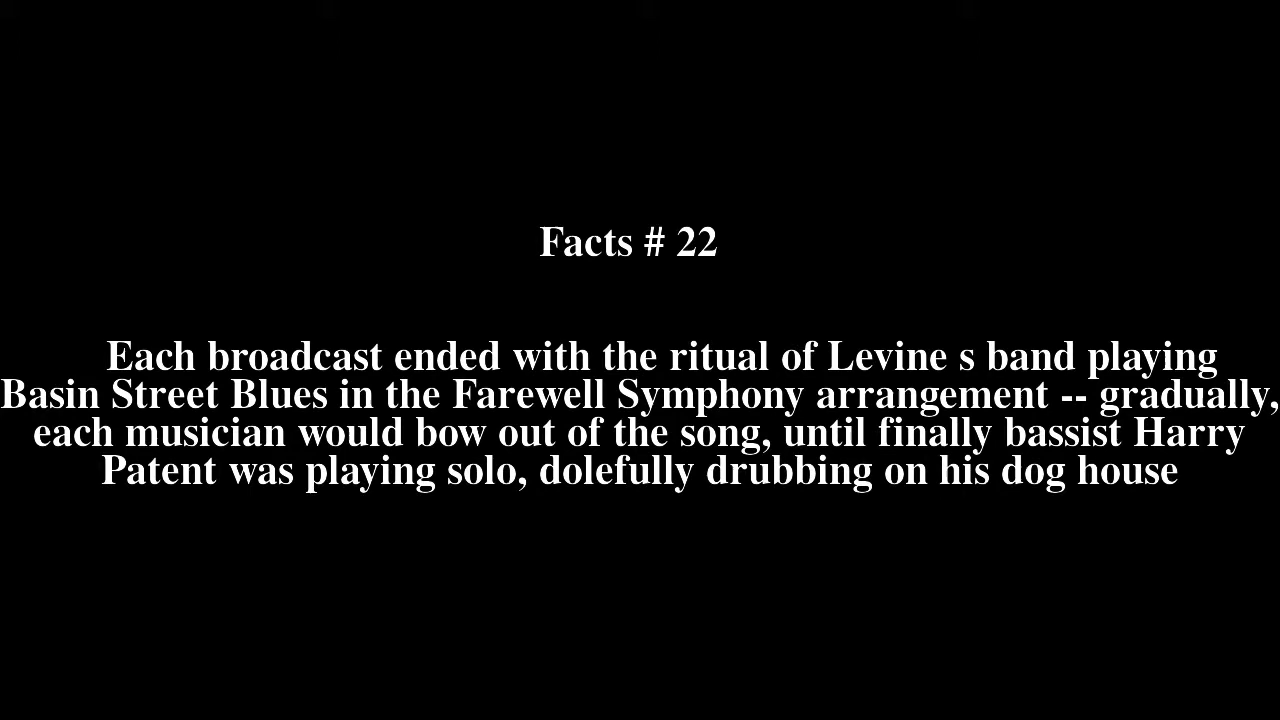 Facts # 22
Each broadcast ended with the ritual of Levine s band playing
Basin Street Blues in the Farewell Symphony arrangement -- gradually,
each musician would bow out of the song, until finally bassist Harry
Patent was playing solo, dolefully drubbing on his dog house